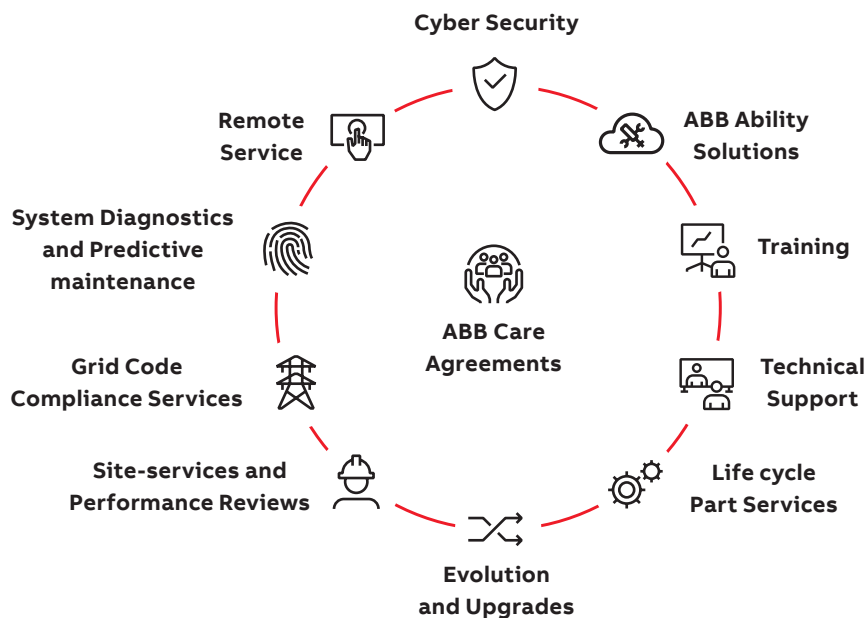 Cyber Security
ABB Ability
Solutions
Training
Technical
Support
Life cycle
Part Services
Evolution
and Upgrades
Site-services and
Performance Reviews
Grid Code
Compliance Services
System Diagnostics
and Predictive
maintenance
Remote
Service
ABB Care
Agreements